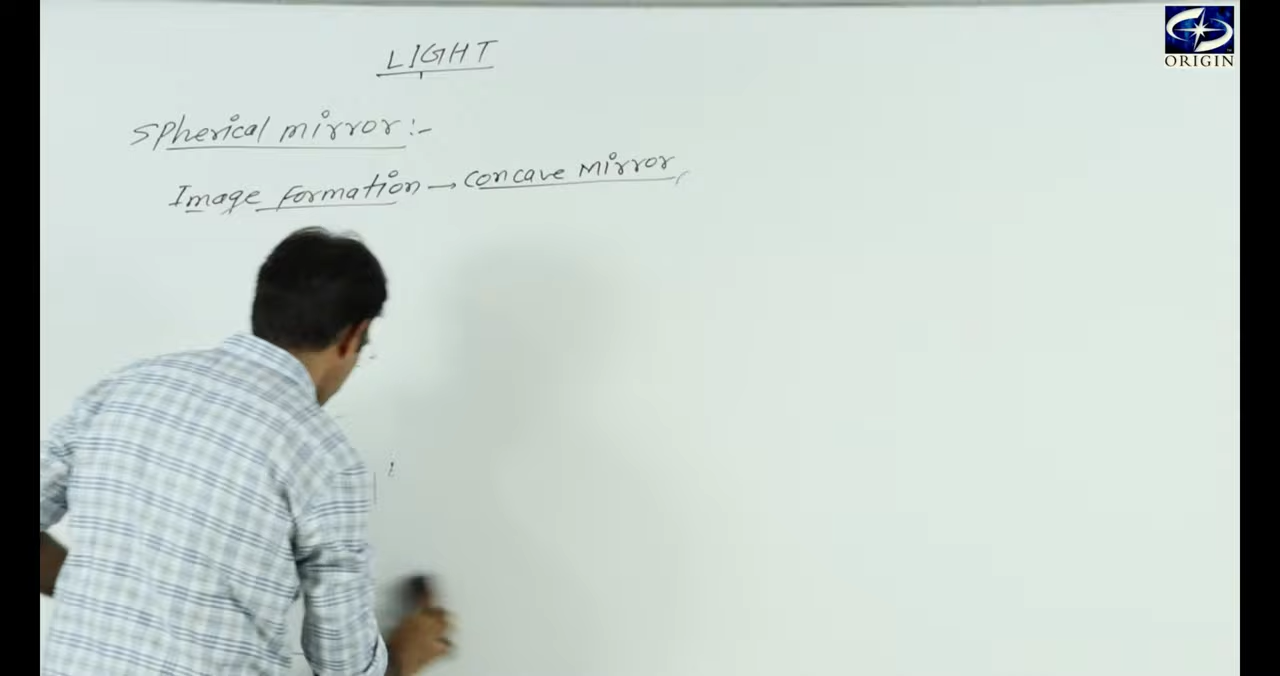 LIGHT
ORIGIN
Spherical mirror:-
Image formation → concave mirror